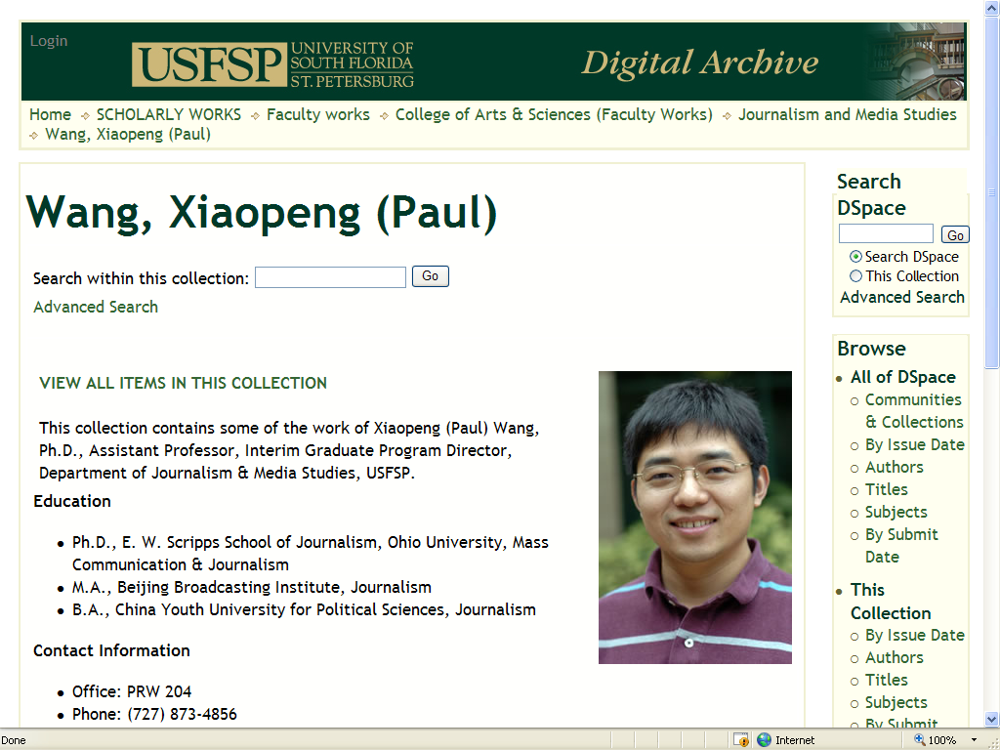 Login
USFSP UNIVERSITY OF
SOUTH FLORIDA
ST. PETERSBURG
Digital Archive
Home SCHOLARLY WORKS Faculty works College of Arts & Sciences (Faculty Works) Journalism and Media Studies
Wang, Xiaopeng (Paul)
Wang, Xiaopeng (Paul)
Search within this collection: Go
Advanced Search
VIEW ALL ITEMS IN THIS COLLECTION
This collection contains some of the work of Xiaopeng (Paul) Wang,
Ph.D., Assistant Professor, Interim Graduate Program Director,
Department of Journalism & Media Studies, USFSP.
Education
• Ph.D., E. W. Scripps School of Journalism, Ohio University, Mass
Communication & Journalism
• M.A., Beijing Broadcasting Institute, Journalism
• B.A., China Youth University for Political Sciences, Journalism
Contact Information
• Office: PRW 204
• Phone: (727) 873-4856
Search
DSpace
Go
Search DSpace
This Collection
Advanced Search
Browse
• All of DSpace
○ Communities
& Collections
○ By Issue Date
○ Authors
○ Titles
○ Subjects
○ By Submit
Date
• This
Collection
○ By Issue Date
○ Authors
○ Titles
○ Subjects
○ By Submit
Done
Internet
100%